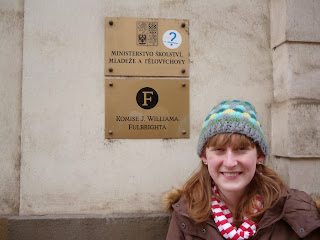 ?
MINISTERSTVO ŠKOLSTVÍ,
MLÁDEŽE A TĚLOVÝCHOVY
F
KOMISE J. WILLIAMA
FULBRIGHTA